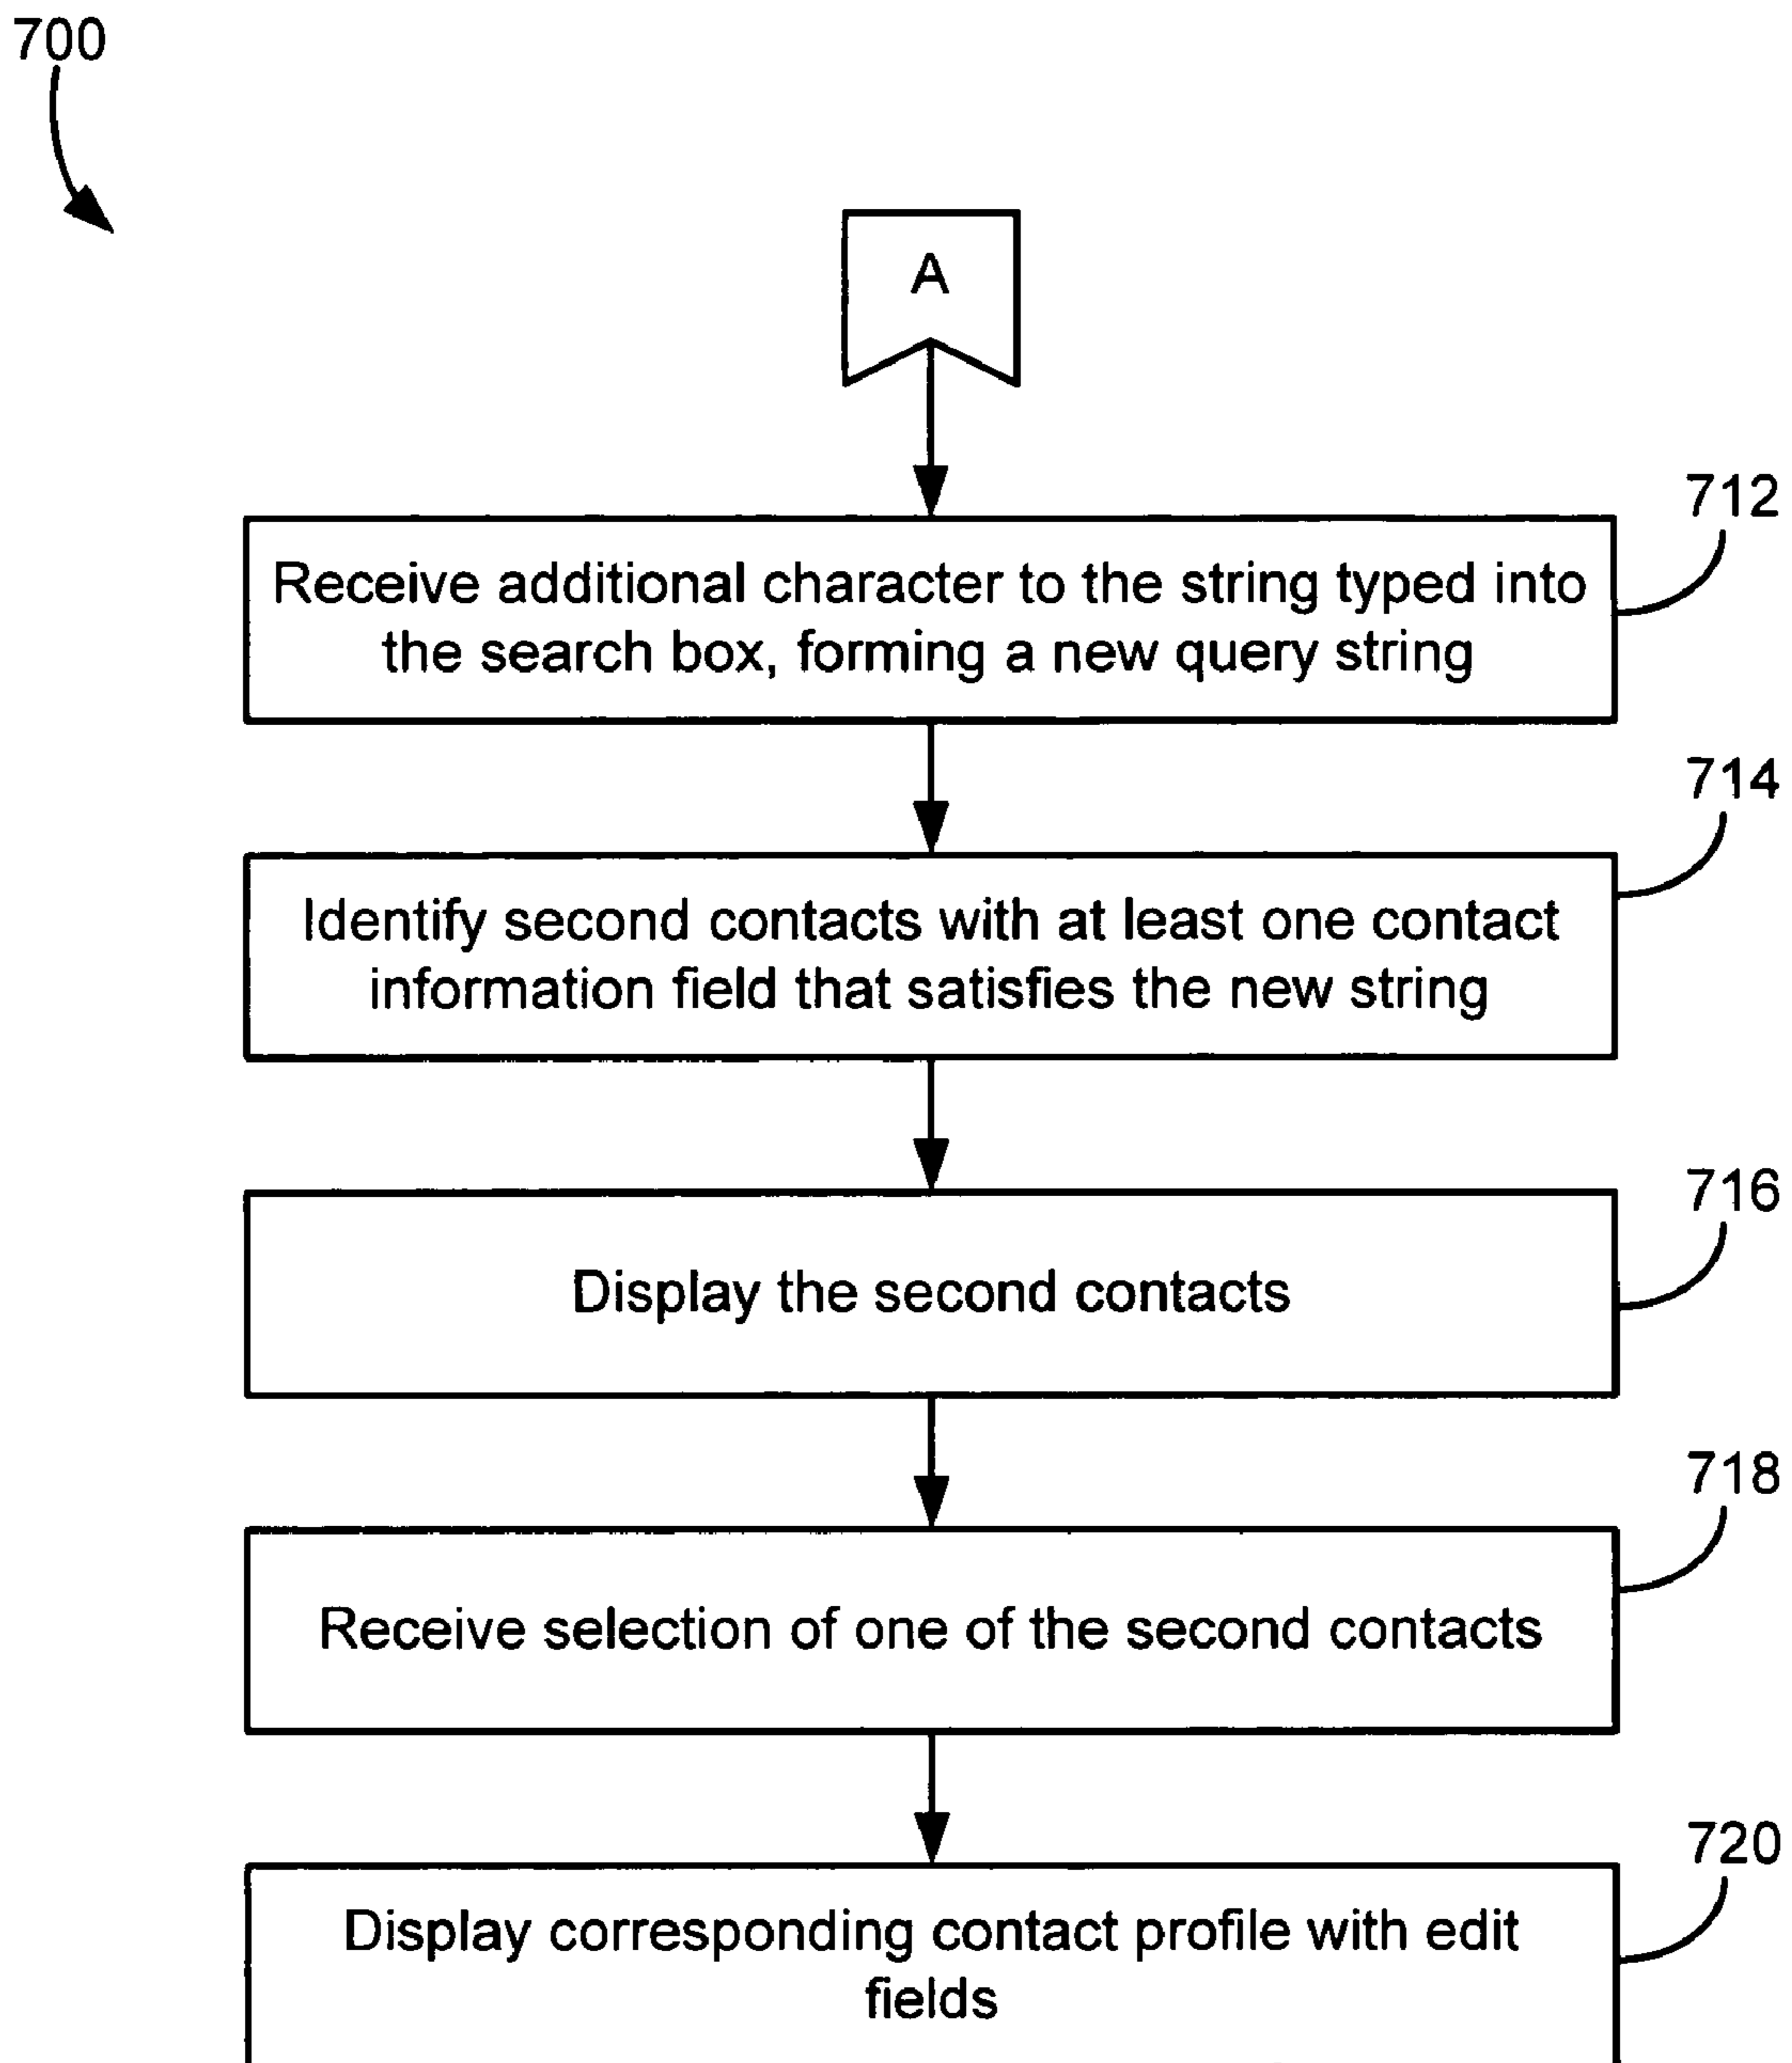 700
A
712
Receive additional character to the string typed into
the search box, forming a new query string
714
Identify second contacts with at least one contact
information field that satisfies the new string
716
Display the second contacts
718
Receive selection of one of the second contacts
720
Display corresponding contact profile with edit
fields